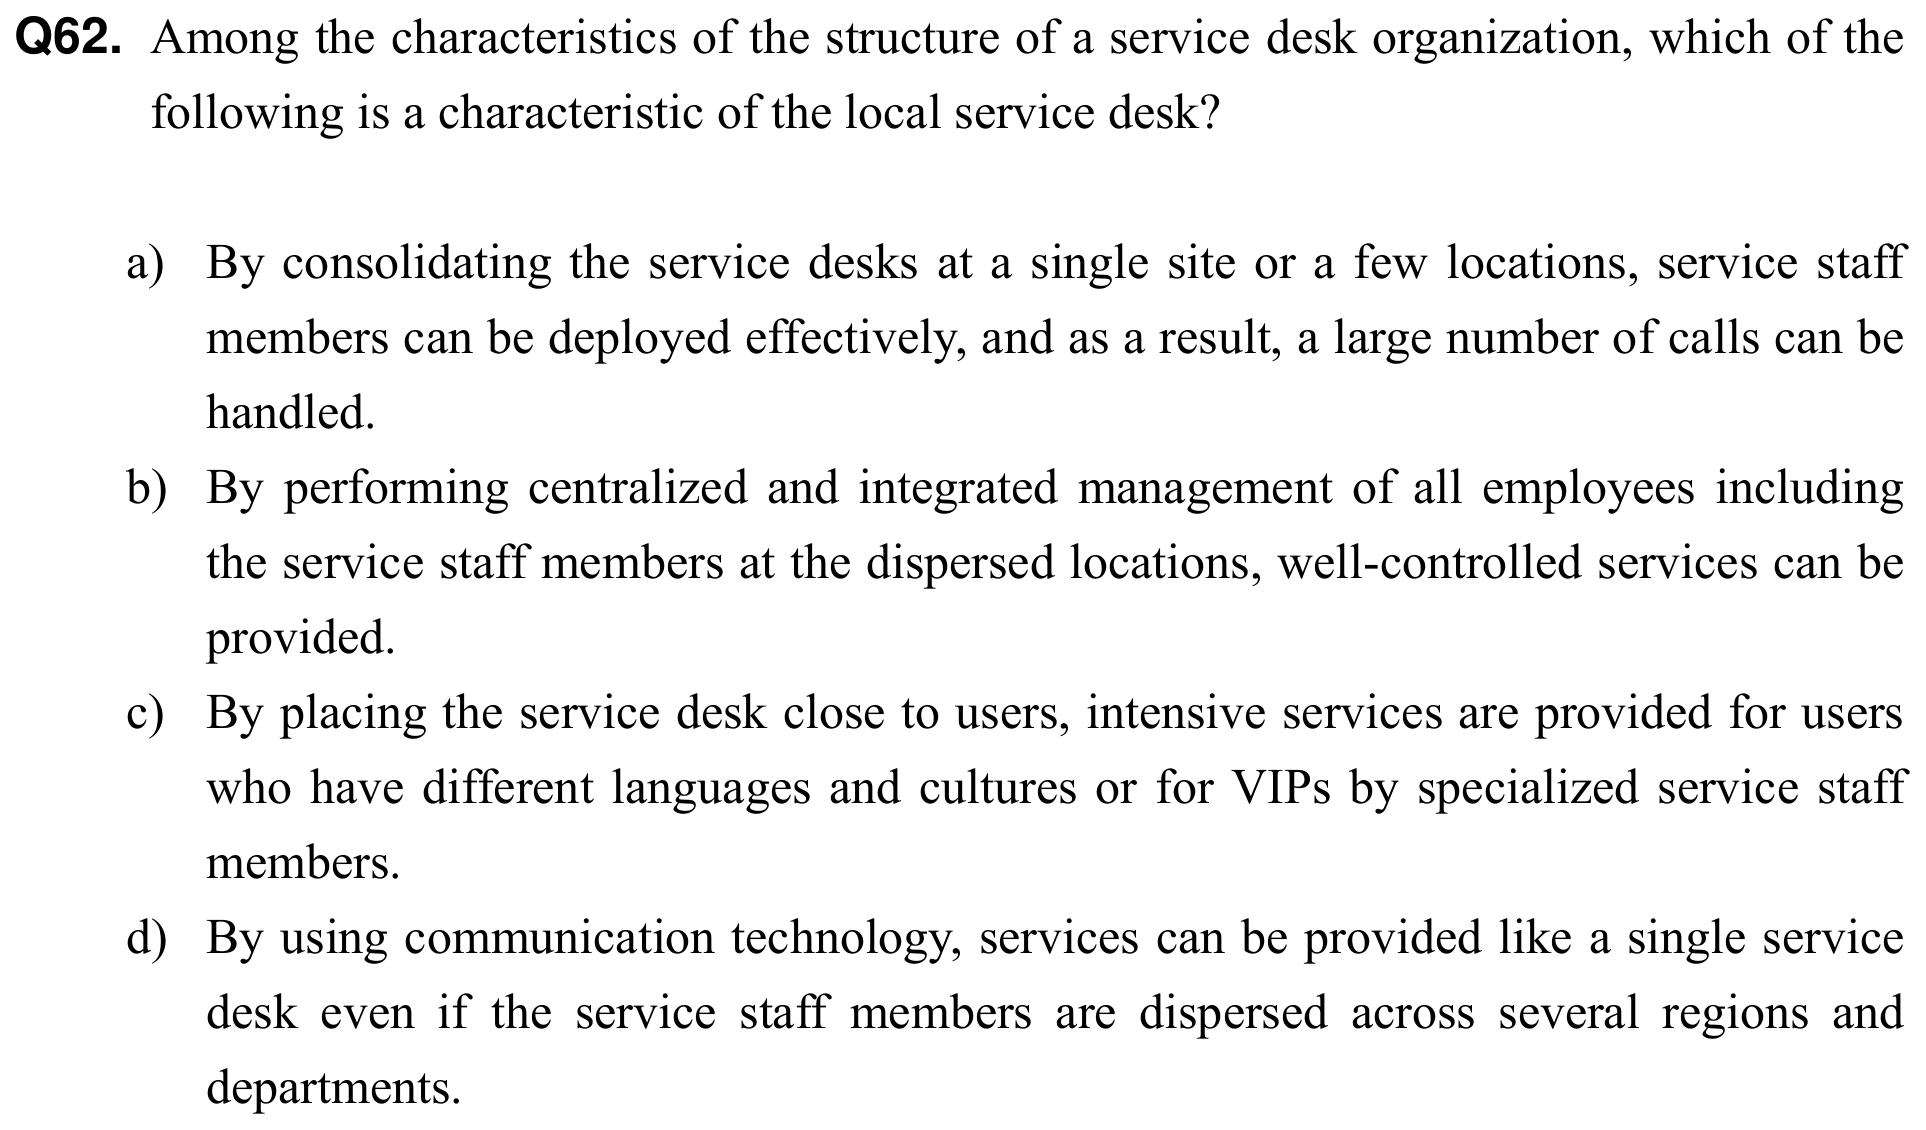 Q62. Among the characteristics of the structure of a service desk organization, which of the
following is a characteristic of the local service desk?
a) By consolidating the service desks at a single site or a few locations, service staff
members can be deployed effectively, and as a result, a large number of calls can be
handled.
b) By performing centralized and integrated management of all employees including
the service staff members at the dispersed locations, well-controlled services can be
provided.
c) By placing the service desk close to users, intensive services are provided for users
who have different languages and cultures or for VIPs by specialized service staff
members.
d) By using communication technology, services can be provided like a single service
desk even if the service staff members are dispersed across several regions and
departments.